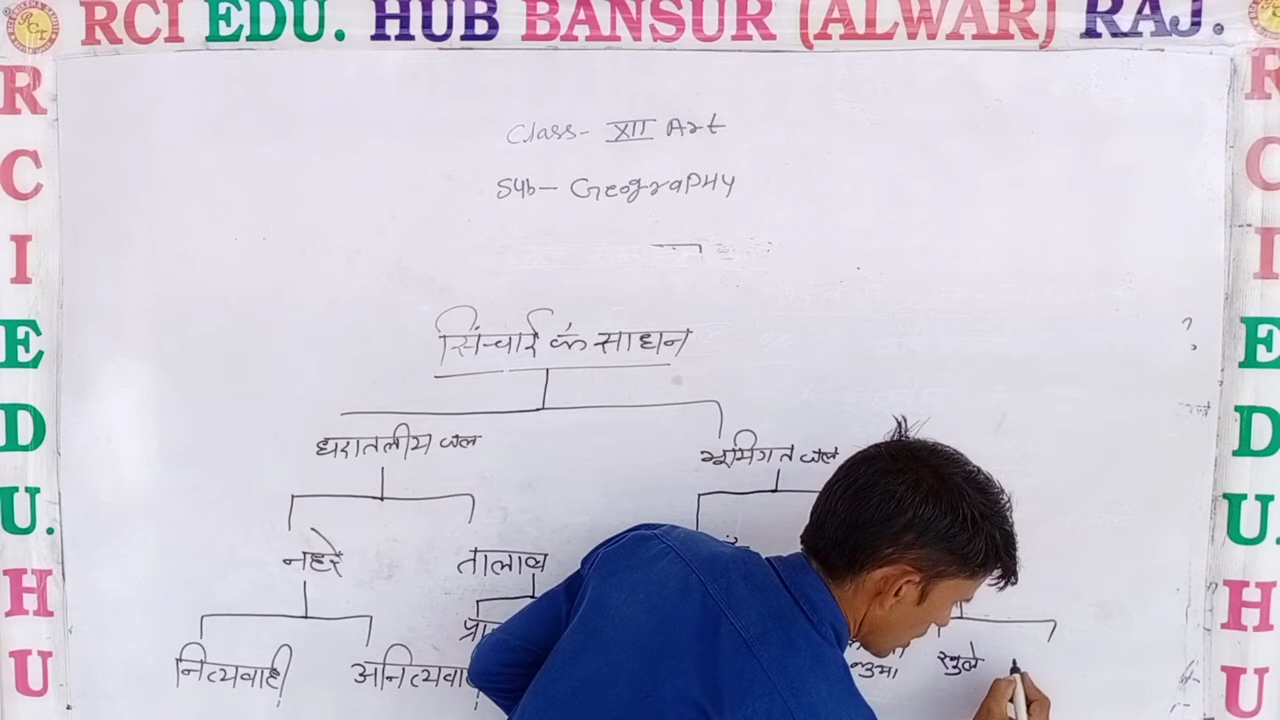 RCI EDU. HUB BANSUR (ALWAR) RAJ.
R
C
I
E
D
U.
H
U
R
C
I
E
D
U.
H
U
Class- XII Art
Sub- GeograPHy
सिंचाई के साधन
धरातलीय जल
भूमिगत जल
नहरें
तालाब
नित्यवाही
अनित्यवा
प्रा
खुले